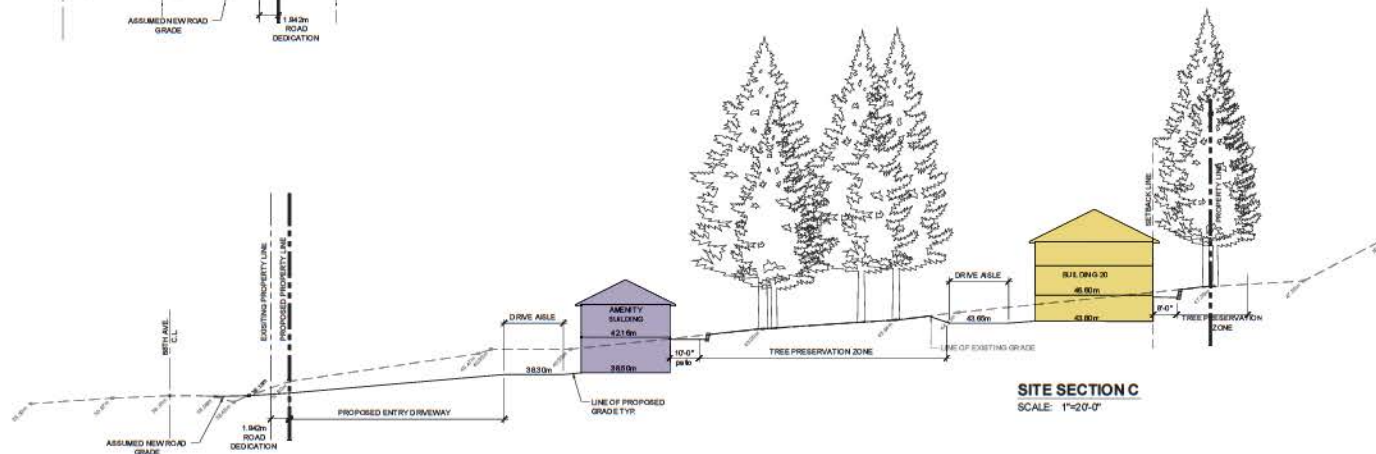 ASSUMED NEW ROAD
GRADE
1.942m
ROAD
DEDICATION
SETBACK LINE
PROPERTY LINE
EXISITING PROPERTY LINE
PROPOSED PROPERTY LINE
DRIVE AISLE
BUILDING 20
46.60m
43.80m
8'-0"
TREE PRESERVATION
ZONE
DRIVE AISLE
AMENITY
BUILDING
42.16m
38.50m
43.65m
C.L.
LINE OF EXISTING GRADE
10'-0"
patio
TREE PRESERVATION ZONE
38.30m
SITE SECTION C
SCALE: 1"=20'-0"
LINE OF PROPOSED
GRADE TYP.
PROPOSED ENTRY DRIVEWAY
ASSUMED NEW ROAD
GRADE
1.942m
ROAD
DEDICATION